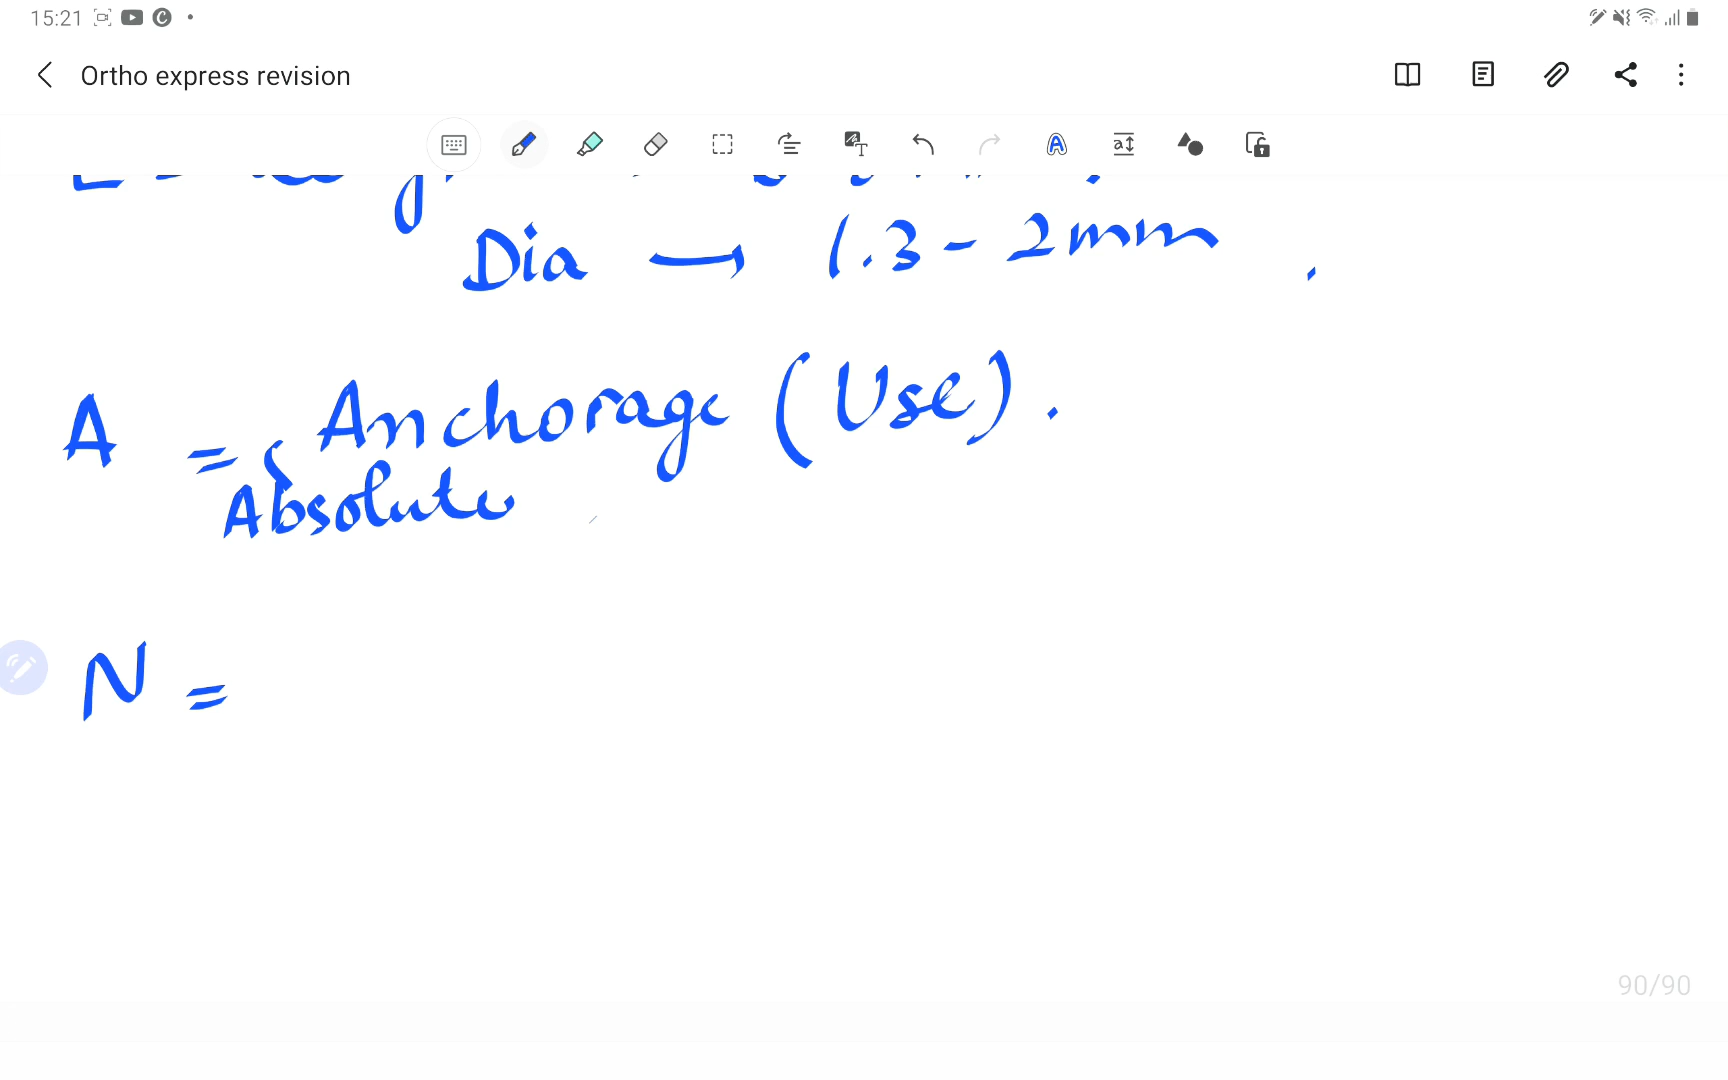 15:21
Ortho express revision
Dia → 1.3 - 2mm
A = Anchorage (Use).
Absolute
N =
90/90